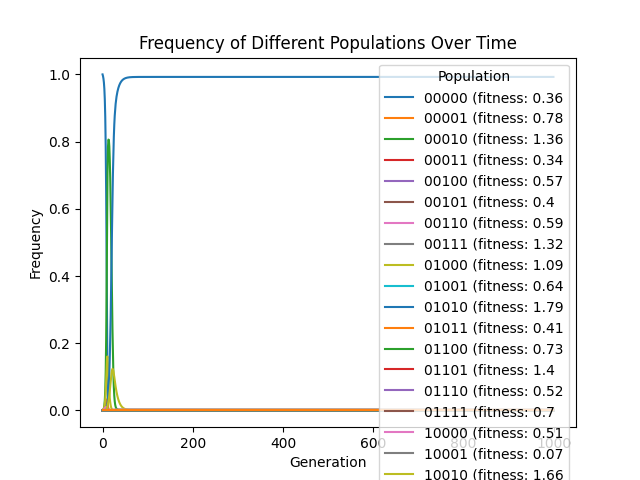 Frequency of Different Populations Over Time
Frequency
1.0
0.8
0.6
0.4
0.2
0.0
0
200
400
600
800
1000
Generation
Population
00000 (fitness: 0.36
00001 (fitness: 0.78
00010 (fitness: 1.36
00011 (fitness: 0.34
00100 (fitness: 0.57
00101 (fitness: 0.4
00110 (fitness: 0.59
00111 (fitness: 1.32
01000 (fitness: 1.09
01001 (fitness: 0.64
01010 (fitness: 1.79
01011 (fitness: 0.41
01100 (fitness: 0.73
01101 (fitness: 1.4
01110 (fitness: 0.52
01111 (fitness: 0.7
10000 (fitness: 0.51
10001 (fitness: 0.07
10010 (fitness: 1.66